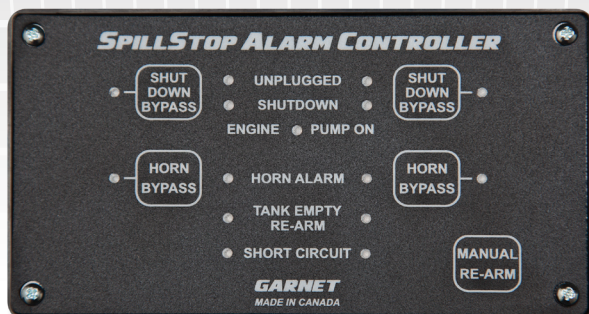 SPILLSTOP ALARM CONTROLLER
SHUT
DOWN
BYPASS
UNPLUGGED
SHUTDOWN
SHUT
DOWN
BYPASS
ENGINE PUMP ON
HORN
BYPASS
HORN ALARM
HORN
BYPASS
TANK EMPTY
RE-ARM
SHORT CIRCUIT
MANUAL
RE-ARM
GARNET
MADE IN CANADA